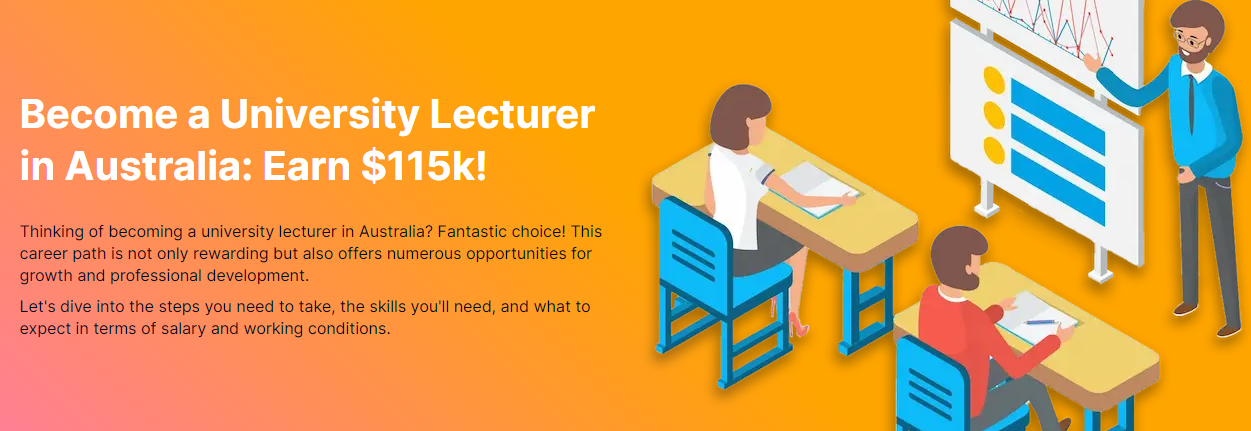 Become a University Lecturer
in Australia: Earn $115k!
Thinking of becoming a university lecturer in Australia? Fantastic choice! This
career path is not only rewarding but also offers numerous opportunities for
growth and professional development.
Let's dive into the steps you need to take, the skills you'll need, and what to
expect in terms of salary and working conditions.